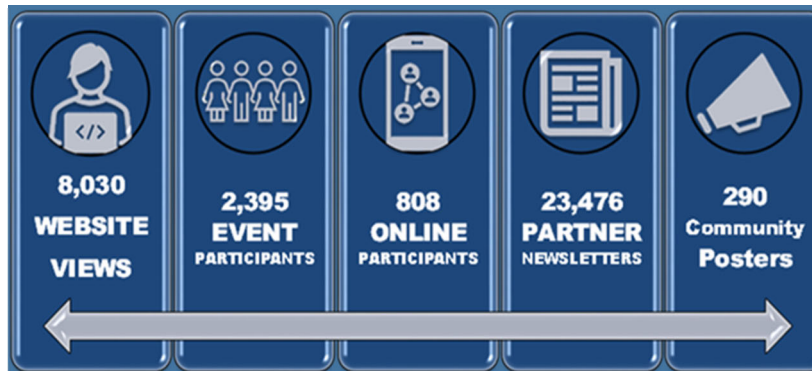 </>
8,030
WEBSITE
VIEWS
2,395
EVENT
PARTICIPANTS
808
ONLINE
PARTICIPANTS
23,476
PARTNER
NEWSLETTERS
290
Community
Posters